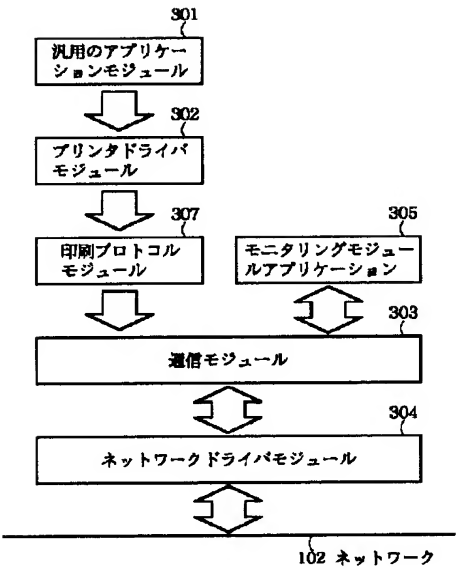 301
汎用のアプリケー
ションモジュール
302
プリンタドライバ
モジュール
307
印刷プロトコル
モジュール
305
モニタリングモジュー
ルアプリケーション
303
通信モジュール
304
ネットワークドライバモジュール
102 ネットワーク